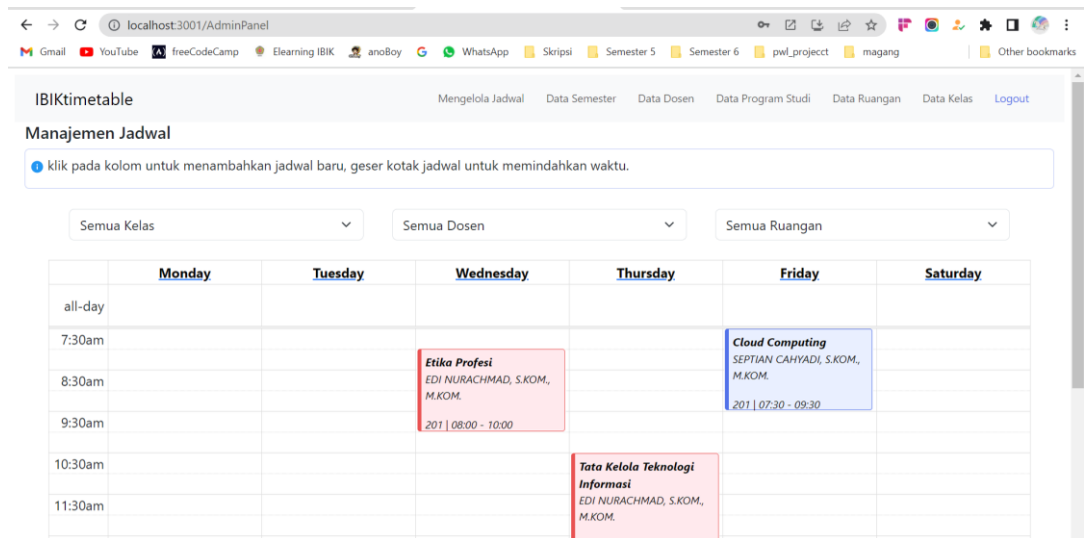 localhost:3001/AdminPanel
Gmail YouTube freeCodeCamp Elearning IBIK anoBoy WhatsApp Skripsi Semester 5 Semester 6 pwl_projecct magang Other bookmarks
IBIKtimetable Mengelola Jadwal Data Semester Data Dosen Data Program Studi Data Ruangan Data Kelas Logout
Manajemen Jadwal
klik pada kolom untuk menambahkan jadwal baru, geser kotak jadwal untuk memindahkan waktu.
Semua Kelas Semua Dosen Semua Ruangan
Monday Tuesday Wednesday Thursday Friday Saturday
all-day
7:30am
Cloud Computing
SEPTIAN CAHYADI, S.KOM.,
M.KOM.
201 | 07:30 - 09:30
Etika Profesi
EDI NURACHMAD, S.KOM.,
M.KOM.
201 | 08:00 - 10:00
8:30am
9:30am
10:30am
Tata Kelola Teknologi
Informasi
EDI NURACHMAD, S.KOM.,
M.KOM.
11:30am